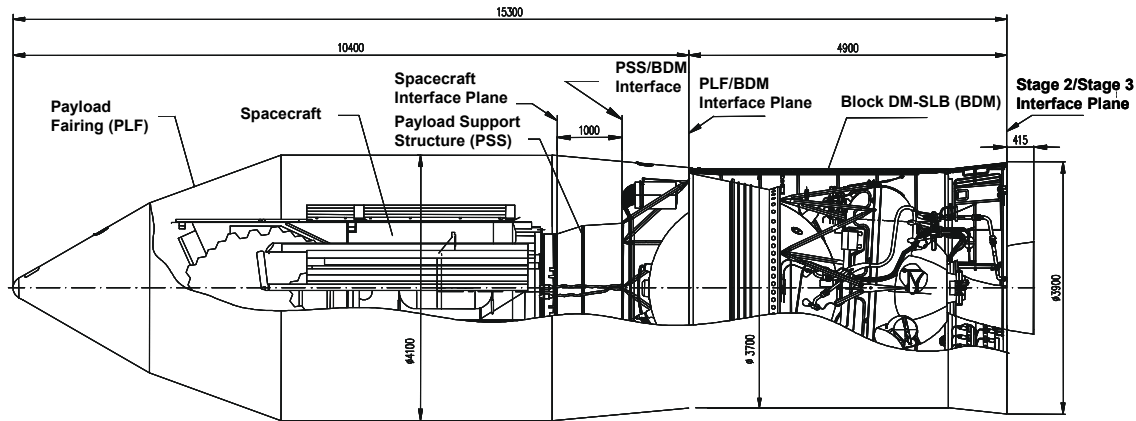 15300
10400
4900
PSS/BDM
Interface
Spacecraft
Interface Plane
PLF/BDM
Interface Plane
Stage 2/Stage 3
Interface Plane
Payload
Fairing (PLF)
Spacecraft
Block DM-SLB (BDM)
Payload Support
Structure (PSS)
1000
415
ø4100
ø 3700
ø3900